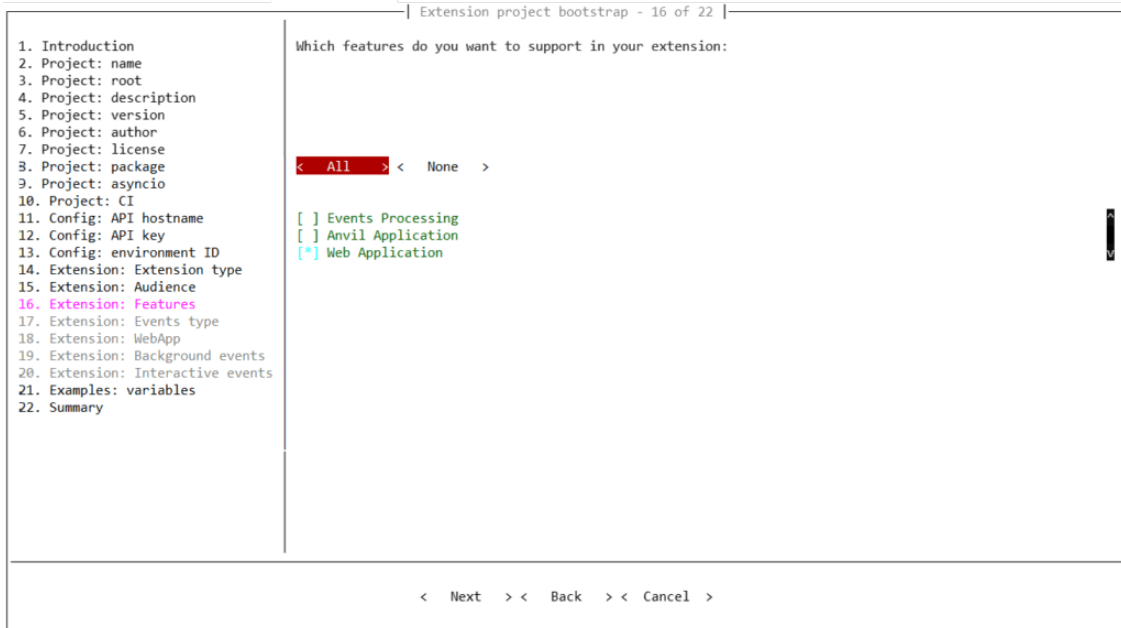 Extension project bootstrap - 16 of 22
1. Introduction
2. Project: name
3. Project: root
4. Project: description
5. Project: version
6. Project: author
7. Project: license
8. Project: package
9. Project: asyncio
10. Project: CI
11. Config: API hostname
12. Config: API key
13. Config: environment ID
14. Extension: Extension type
15. Extension: Audience
16. Extension: Features
17. Extension: Events type
18. Extension: WebApp
19. Extension: Background events
20. Extension: Interactive events
21. Examples: variables
22. Summary
Which features do you want to support in your extension:
< All > < None >
[ ] Events Processing
[ ] Anvil Application
[*] Web Application
^
v
< Next > < Back > < Cancel >